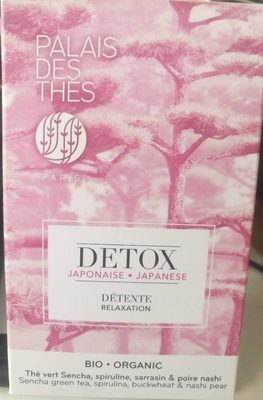 PALAIS
DES
THÉS
PARIS
DETOX
JAPONAISE • JAPANESE
DÉTENTE
RELAXATION
BIO • ORGANIC
Thé vert Sencha, spiruline, sarrasin & poire nashi
Sencha green tea, spirulina, buckwheat & nashi pear